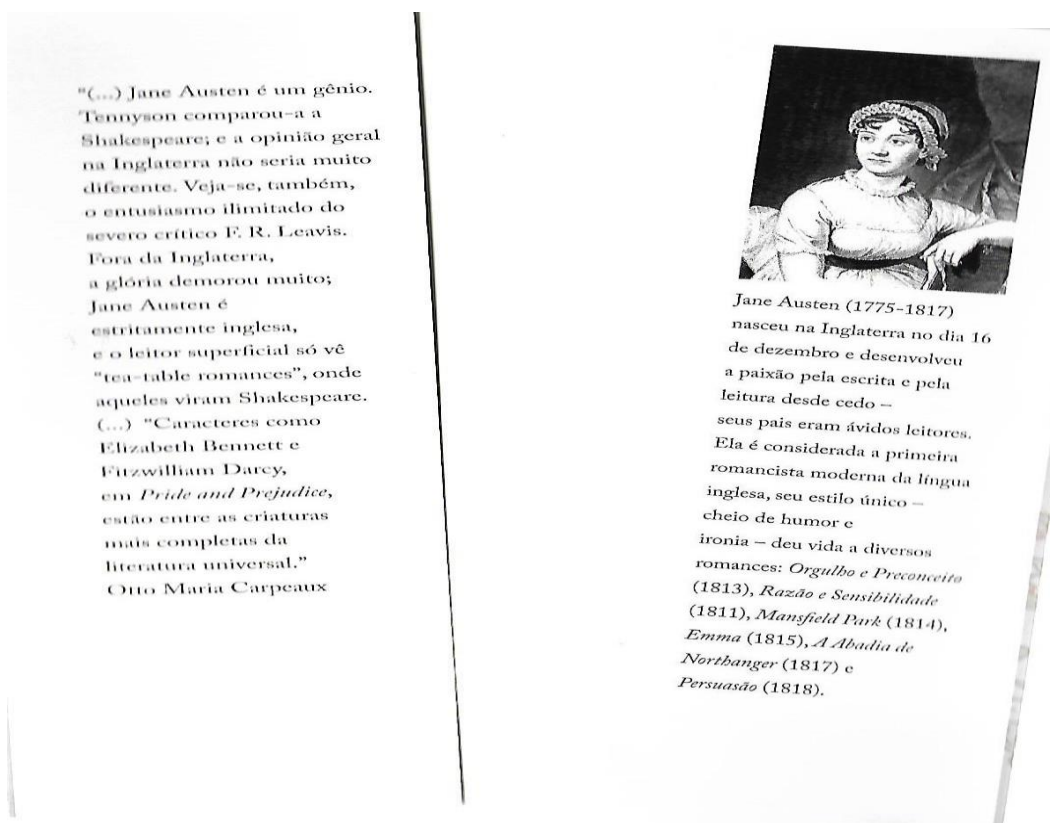 "(...) Jane Austen é um gênio.
Tennyson comparou-a a
Shakespeare; e a opinião geral
na Inglaterra não seria muito
diferente. Veja-se, também,
o entusiasmo ilimitado do
severo crítico F. R. Leavis.
Fora da Inglaterra,
a glória demorou muito;
Jane Austen é
estritamente inglesa,
e o leitor superficial só vê
"tea-table romances", onde
aqueles viram Shakespeare.
(...) "Caracteres como
Elizabeth Bennett e
Fitzwilliam Darcy,
em Pride and Prejudice,
estão entre as criaturas
mais completas da
literatura universal."
Otto Maria Carpeaux
Jane Austen (1775-1817)
nasceu na Inglaterra no dia 16
de dezembro e desenvolveu
a paixão pela escrita e pela
leitura desde cedo –
seus pais eram ávidos leitores.
Ela é considerada a primeira
romancista moderna da língua
inglesa, seu estilo único –
cheio de humor e
ironia – deu vida a diversos
romances: Orgulho e Preconceito
(1813), Razão e Sensibilidade
(1811), Mansfield Park (1814),
Emma (1815), A Abadia de
Northanger (1817) e
Persuasão (1818).